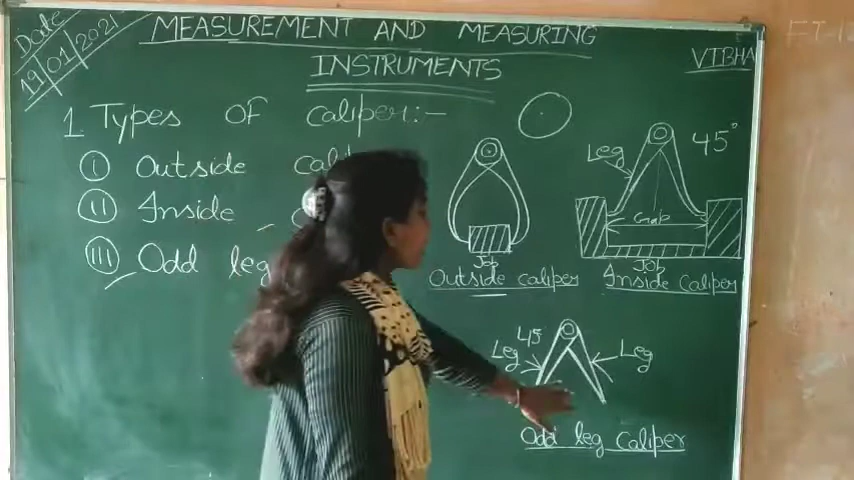 Date
19/01/2021
MEASUREMENT AND MEASURING
INSTRUMENTS
VIBHA
1. Types of caliper:-
(i) Outside
(ii) Inside
(iii) Odd leg
Job
Outside caliper
Leg
45°
Gab
Job
Inside caliper
45
Leg
Leg
Odd leg caliper